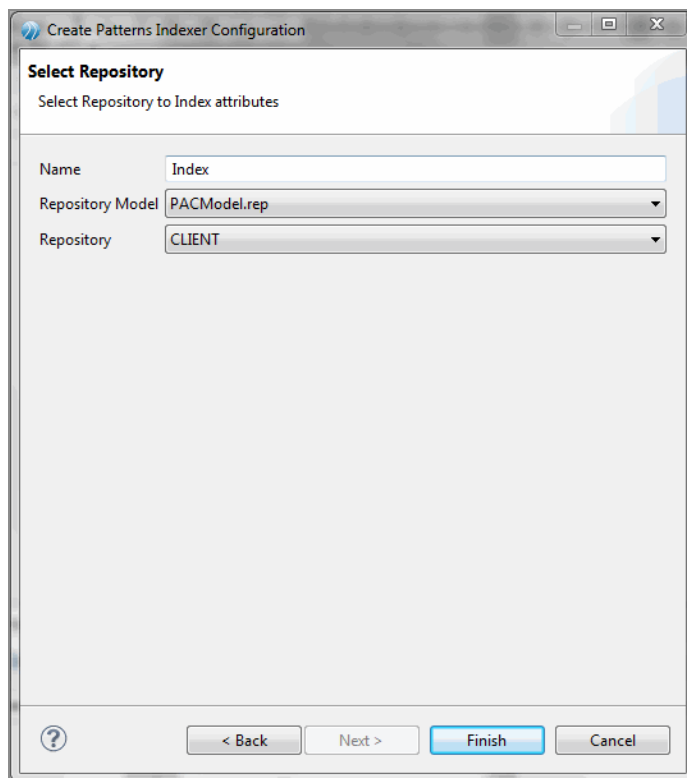 Create Patterns Indexer Configuration
Select Repository
Select Repository to Index attributes
Name Index
Repository Model PACModel.rep
Repository CLIENT
? < Back Next > Finish Cancel